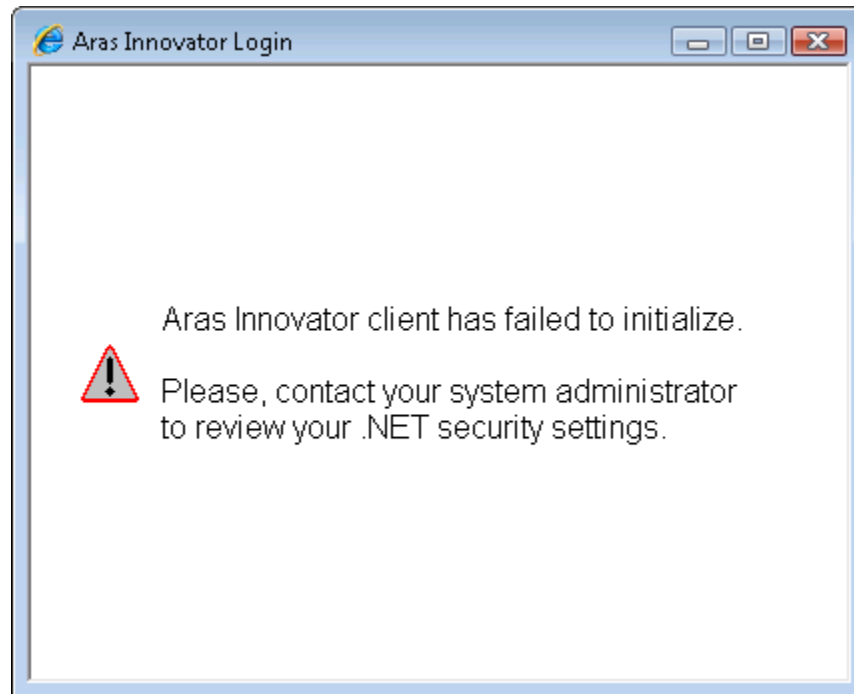 Aras Innovator Login
Aras Innovator client has failed to initialize.
Please, contact your system administrator
to review your .NET security settings.